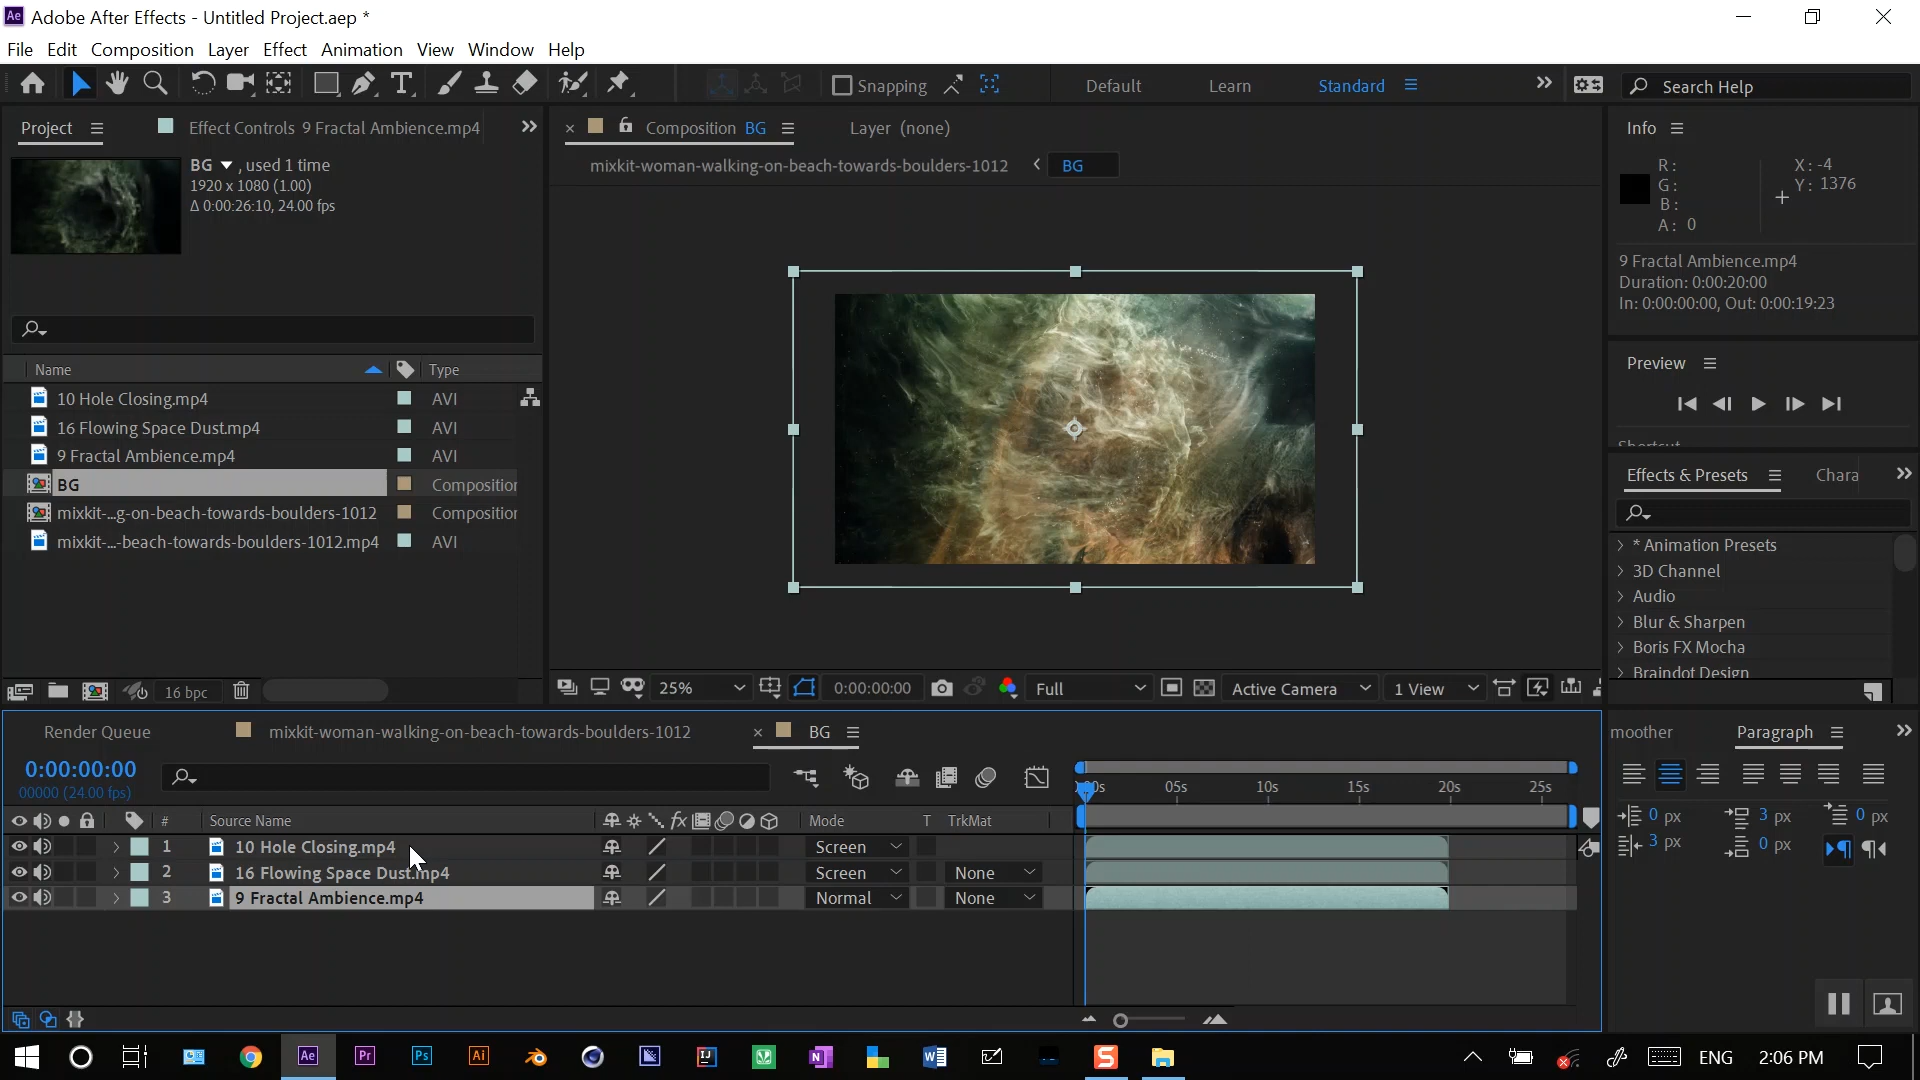 Adobe After Effects - Untitled Project.aep *
File Edit Composition Layer Effect Animation View Window Help
Snapping
Default Learn Standard
Search Help
Project
Effect Controls 9 Fractal Ambience.mp4
BG , used 1 time
1920 x 1080 (1.00)
Δ 0:00:26:10, 24.00 fps
Name Type
10 Hole Closing.mp4 AVI
16 Flowing Space Dust.mp4 AVI
9 Fractal Ambience.mp4 AVI
BG Composition
mixkit-...g-on-beach-towards-boulders-1012 Composition
mixkit-...-beach-towards-boulders-1012.mp4 AVI
16 bpc
Composition BG
Layer (none)
mixkit-woman-walking-on-beach-towards-boulders-1012 BG
25% 0:00:00:00 Full Active Camera 1 View
Info
R: X: -4
G: Y: 1376
B:
A: 0
9 Fractal Ambience.mp4
Duration: 0:00:20:00
In: 0:00:00:00, Out: 0:00:19:23
Preview
Effects & Presets Chara
* Animation Presets
3D Channel
Audio
Blur & Sharpen
Boris FX Mocha
Braindot Design
Render Queue mixkit-woman-walking-on-beach-towards-boulders-1012 BG
0:00:00:00
00000 (24.00 fps)
05s 10s 15s 20s 25s
# Source Name Mode T TrkMat
1 10 Hole Closing.mp4 Screen
2 16 Flowing Space Dust.mp4 Screen None
3 9 Fractal Ambience.mp4 Normal None
moother Paragraph
0 px 3 px 0 px
3 px 0 px
Ae Pr Ps Ai
ENG 2:06 PM